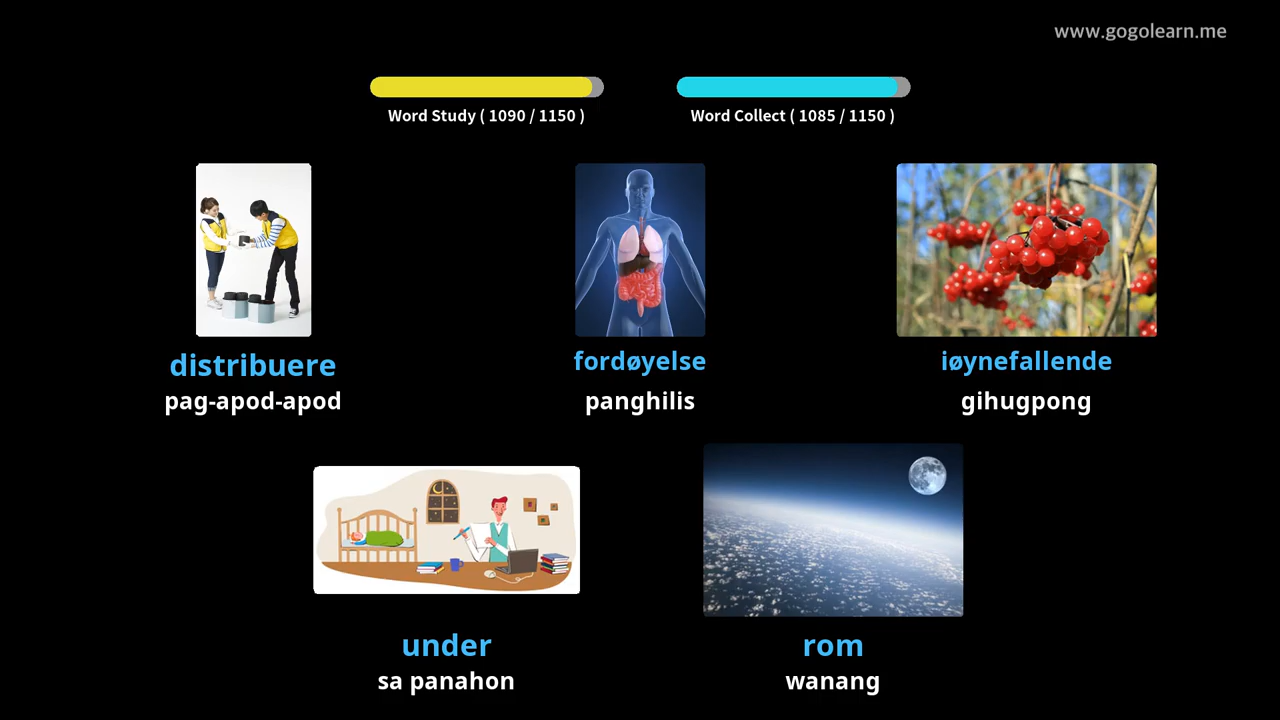 www.gogolearn.me
Word Study ( 1090 / 1150 )
Word Collect ( 1085 / 1150 )
distribuere
pag-apod-apod
fordøyelse
panghilis
iøynefallende
gihugpong
under
sa panahon
rom
wanang